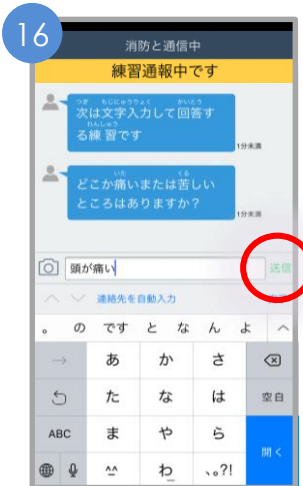 16
消防と通信中
練習通報中です
つぎ もじにゅうりょく かいとう
次は文字入力して回答す
れんしゅう
る練習です
1分未満
いた くる
どこか痛いまたは苦しい
ところはありますか？
1分未満
頭が痛い 送信
連絡先を自動入力
。 の です と な ん よ
→ あ か さ
た な は 空白
ABC ま や ら
^^ わ 、。?! 開く